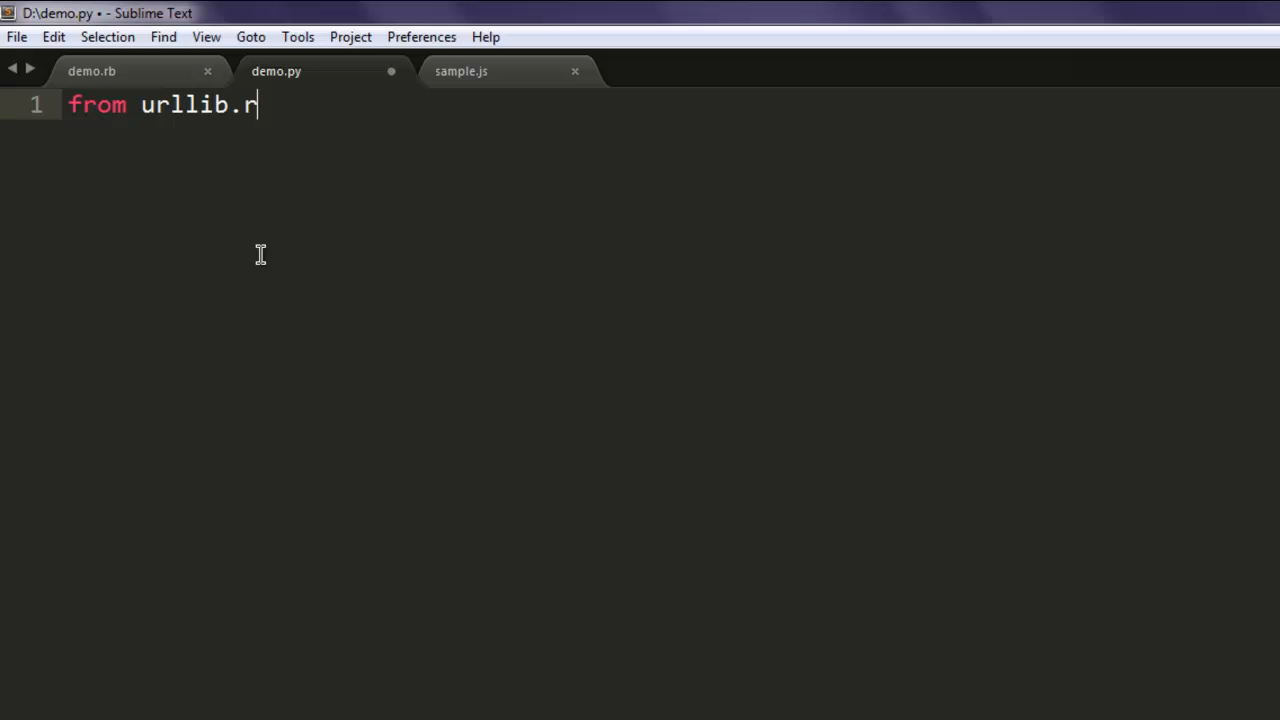 D:\demo.py • - Sublime Text
File Edit Selection Find View Goto Tools Project Preferences Help
demo.rb × demo.py sample.js ×
1 from urllib.r